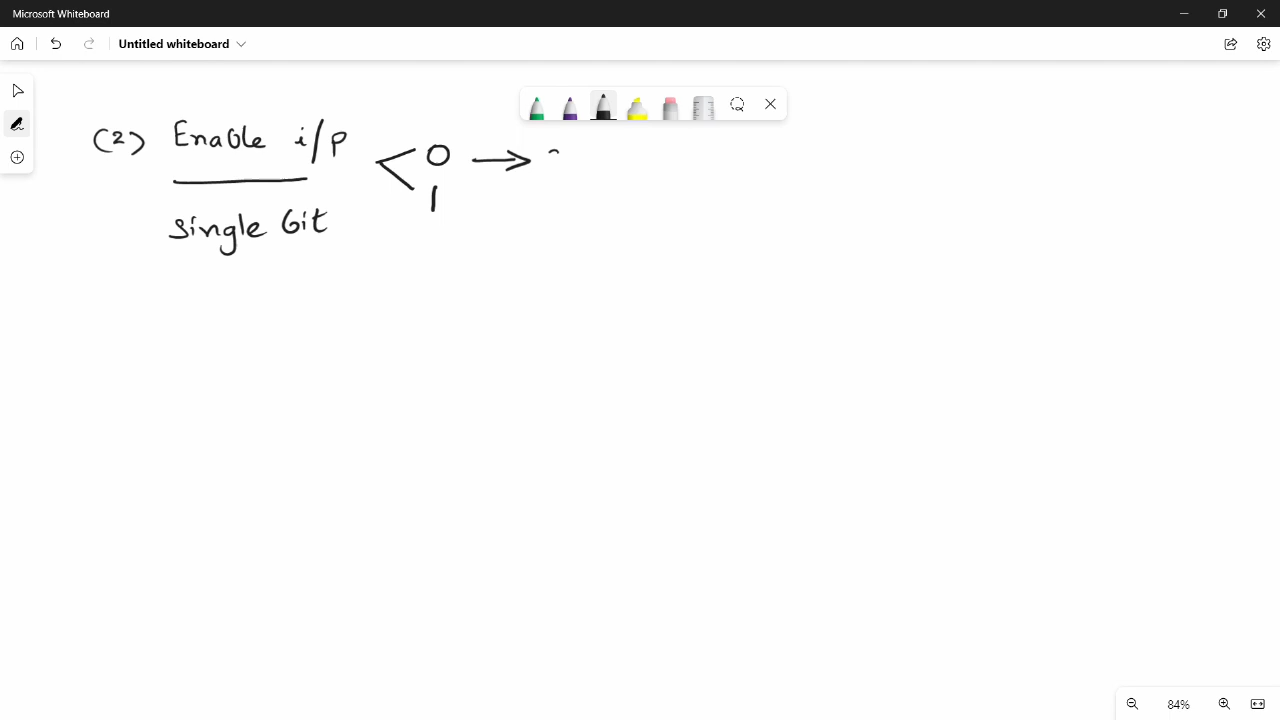 Microsoft Whiteboard
Untitled whiteboard
(2) Enable i/p < 0 →
1
single bit
84%